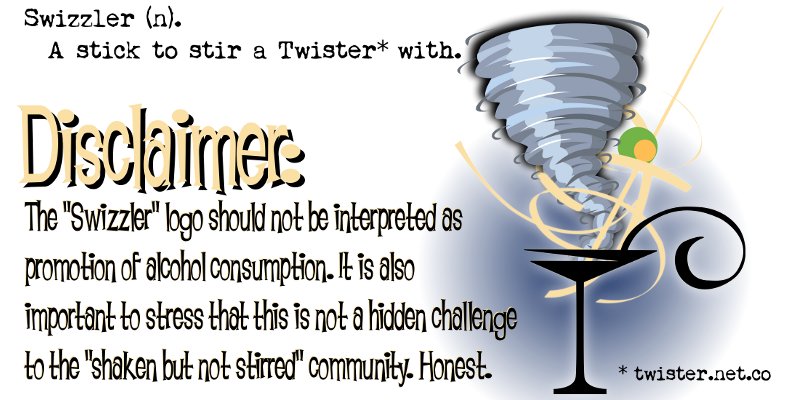 Swizzler (n).
A stick to stir a Twister* with.
Disclaimer:
The "Swizzler" logo should not be interpreted as
promotion of alcohol consumption. It is also
important to stress that this is not a hidden challenge
to the "shaken but not stirred" community. Honest.
* twister.net.co